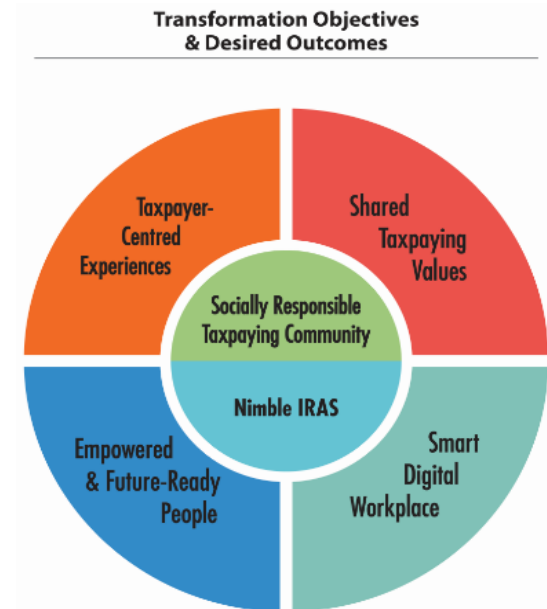 Transformation Objectives
& Desired Outcomes
Taxpayer-
Centred
Experiences
Shared
Taxpaying
Values
Socially Responsible
Taxpaying Community
Nimble IRAS
Empowered
& Future-Ready
People
Smart
Digital
Workplace